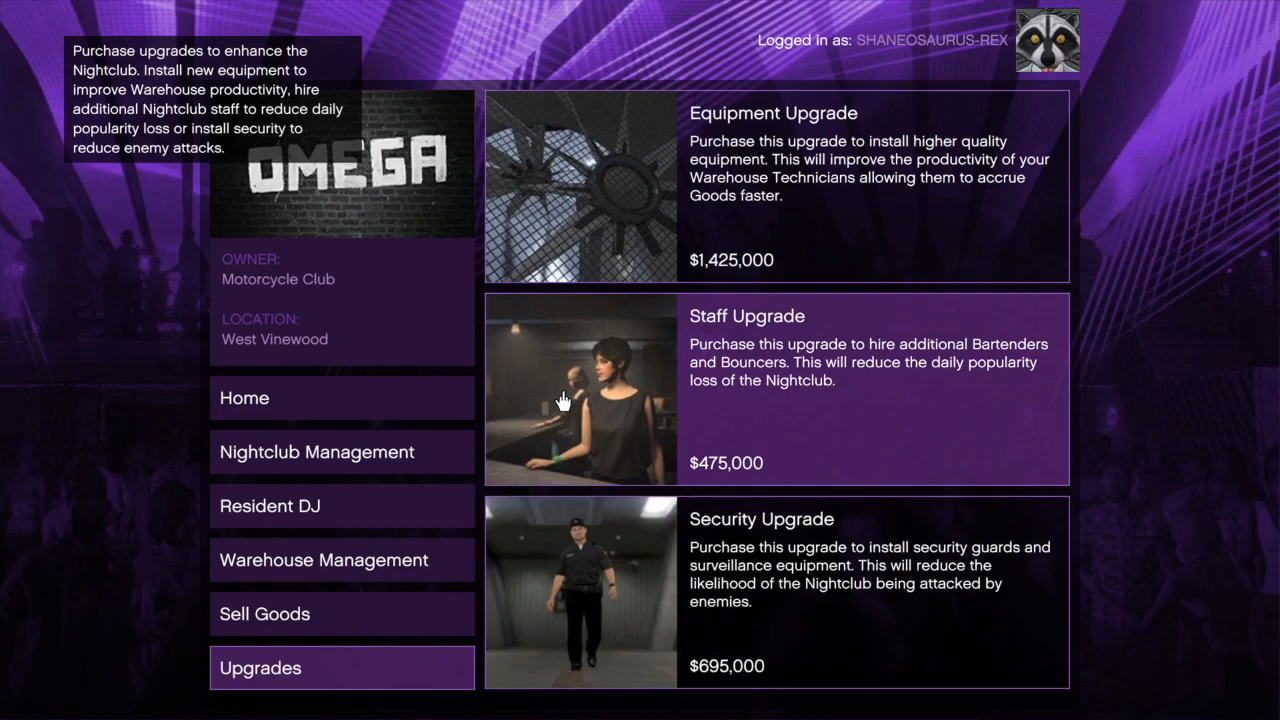 Purchase upgrades to enhance the
Nightclub. Install new equipment to
improve Warehouse productivity, hire
additional Nightclub staff to reduce daily
popularity loss or install security to
reduce enemy attacks.
Logged in as: SHANEOSAURUS-REX
OMEGA
OWNER:
Motorcycle Club
LOCATION:
West Vinewood
Home
Nightclub Management
Resident DJ
Warehouse Management
Sell Goods
Upgrades
Equipment Upgrade
Purchase this upgrade to install higher quality
equipment. This will improve the productivity of your
Warehouse Technicians allowing them to accrue
Goods faster.
$1,425,000
Staff Upgrade
Purchase this upgrade to hire additional Bartenders
and Bouncers. This will reduce the daily popularity
loss of the Nightclub.
$475,000
Security Upgrade
Purchase this upgrade to install security guards and
surveillance equipment. This will reduce the
likelihood of the Nightclub being attacked by
enemies.
$695,000